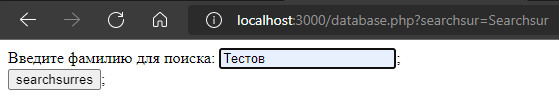 localhost:3000/database.php?searchsur=Searchsur
Введите фамилию для поиска: Тестов;
searchsurres;